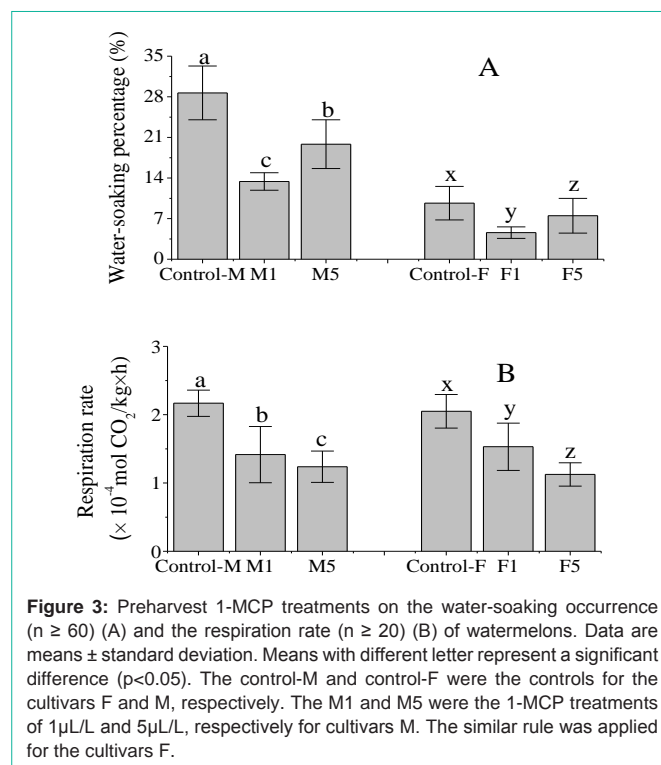 35
28
21
14
7
0
Water-soaking percentage (%)
A
a
c
b
x
y
z
Control-M M1 M5 Control-F F1 F5
3
2
1
0
Respiration rate
(× 10⁻⁴ mol CO₂/kg×h)
B
a
b
c
x
y
z
Control-M M1 M5 Control-F F1 F5
Figure 3: Preharvest 1-MCP treatments on the water-soaking occurrence
(n ≥ 60) (A) and the respiration rate (n ≥ 20) (B) of watermelons. Data are
means ± standard deviation. Means with different letter represent a significant
difference (p<0.05). The control-M and control-F were the controls for the
cultivars F and M, respectively. The M1 and M5 were the 1-MCP treatments
of 1µL/L and 5µL/L, respectively for cultivars M. The similar rule was applied
for the cultivars F.